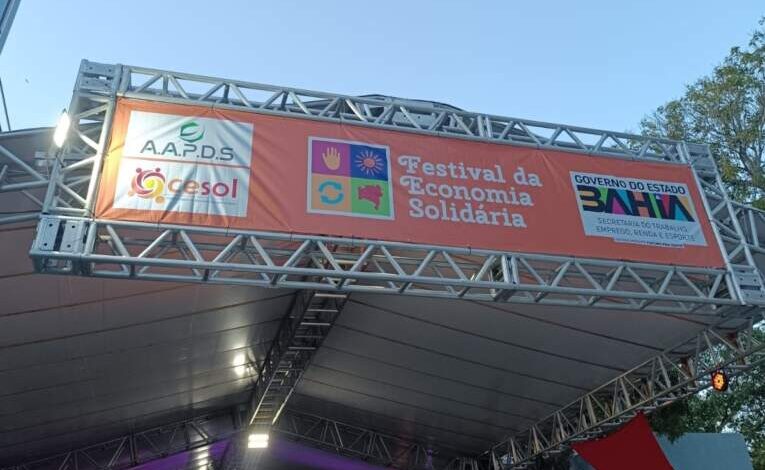 A.A.P.D.S
cesol
Festival da
Economia
Solidária
GOVERNO DO ESTADO
BAHIA
SECRETARIA DO TRABALHO,
EMPREGO, RENDA E ESPORTE